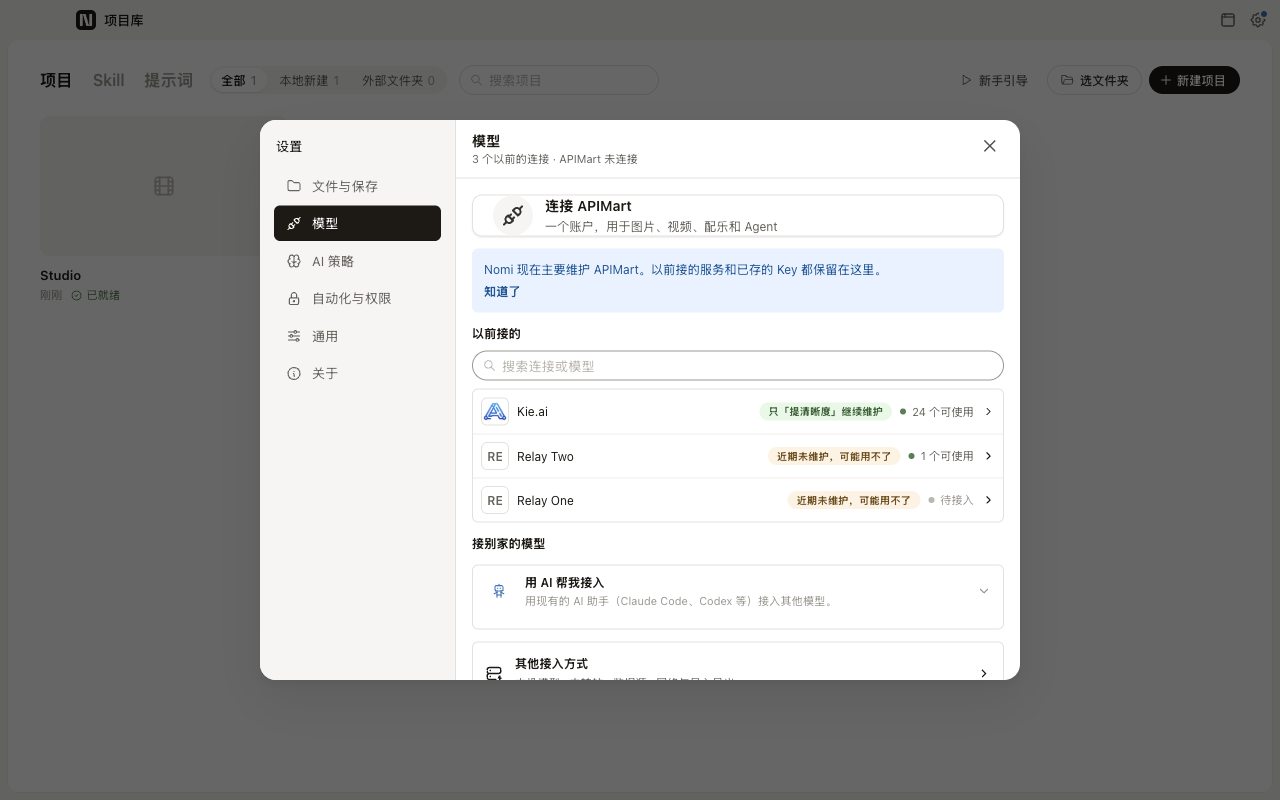 项目库
项目 Skill 提示词 全部 1 本地新建 1 外部文件夹 0 搜索项目 新手引导 选文件夹 新建项目
Studio
刚刚 已就绪
设置
文件与保存
模型
AI 策略
自动化与权限
通用
关于
模型
3 个以前的连接 · APIMart 未连接
连接 APIMart
一个账户，用于图片、视频、配乐和 Agent
Nomi 现在主要维护 APIMart。以前接的服务和已存的 Key 都保留在这里。
知道了
以前接的
搜索连接或模型
Kie.ai 只「提清晰度」继续维护 24 个可使用
RE Relay Two 近期未维护，可能用不了 1 个可使用
RE Relay One 近期未维护，可能用不了 待接入
接别家的模型
用 AI 帮我接入
用现有的 AI 助手（Claude Code、Codex 等）接入其他模型。
其他接入方式